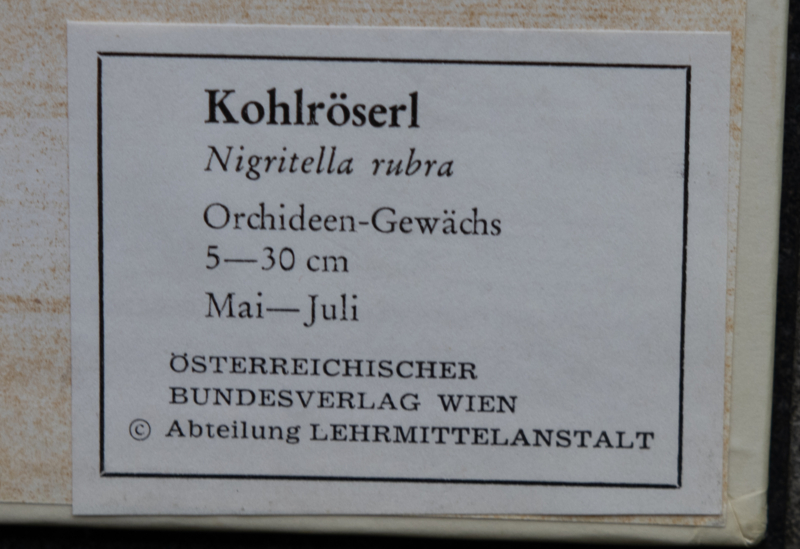 Kohlröserl
Nigritella rubra
Orchideen-Gewächs
5—30 cm
Mai—Juli
ÖSTERREICHISCHER
BUNDESVERLAG WIEN
© Abteilung LEHRMITTELANSTALT